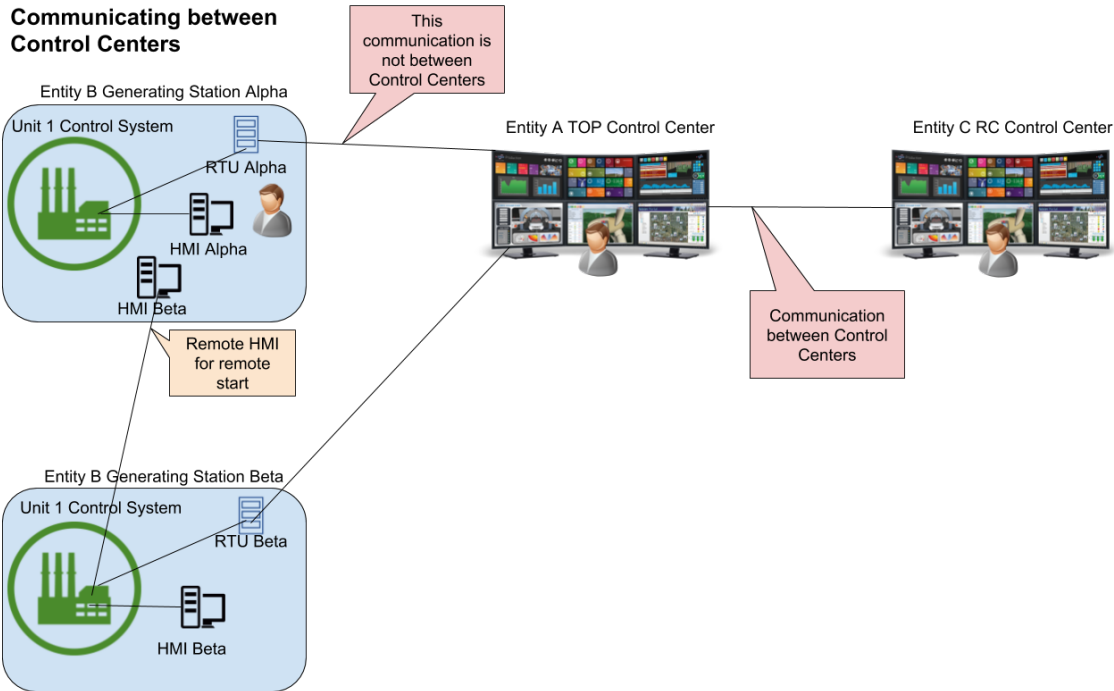 Communicating between
Control Centers
This
communication is
not between
Control Centers
Entity B Generating Station Alpha
Unit 1 Control System
RTU Alpha
HMI Alpha
HMI Beta
Entity A TOP Control Center
Entity C RC Control Center
Remote HMI
for remote
start
Communication
between Control
Centers
Entity B Generating Station Beta
Unit 1 Control System
RTU Beta
HMI Beta